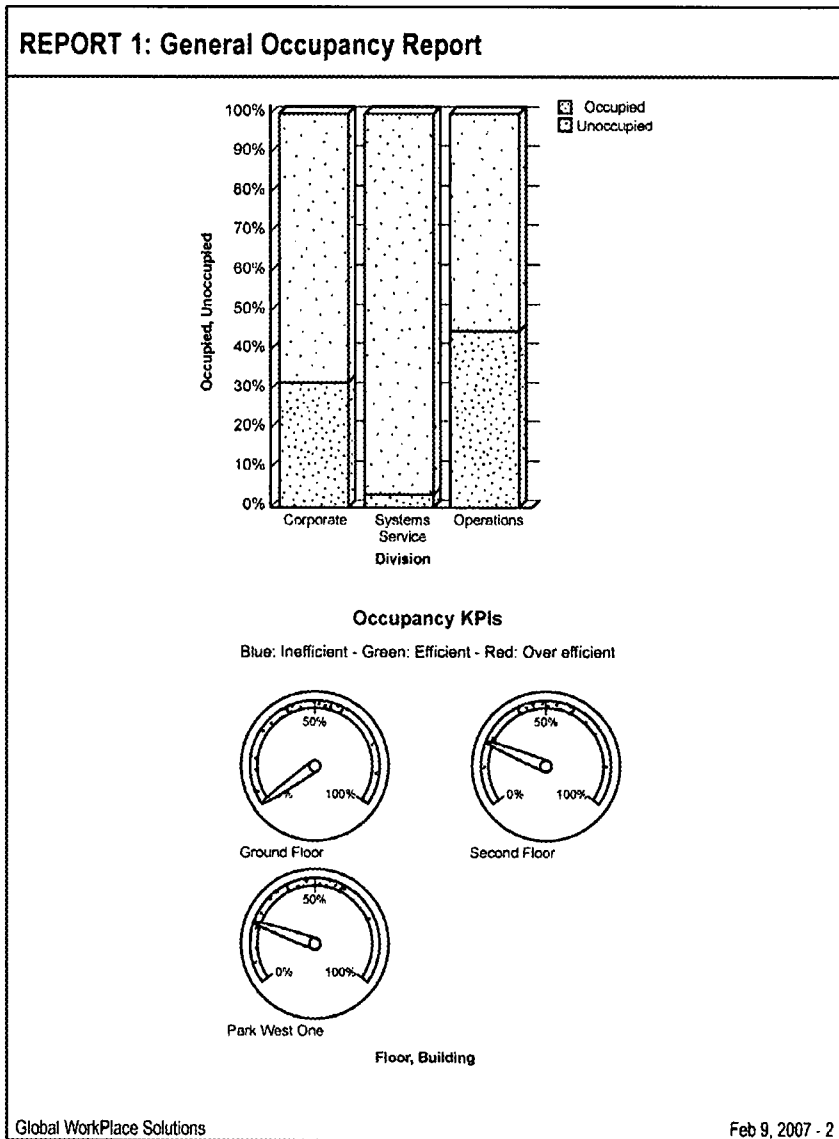 REPORT 1: General Occupancy Report
Occupied
Unoccupied
100%
90%
80%
70%
60%
50%
40%
30%
20%
10%
0%
Occupied, Unoccupied
Corporate
Systems Service
Operations
Division
Occupancy KPIs
Blue: Inefficient - Green: Efficient - Red: Over efficient
50%
100%
Ground Floor
50%
0%
100%
Second Floor
50%
0%
100%
Park West One
Floor, Building
Global WorkPlace Solutions
Feb 9, 2007 - 2